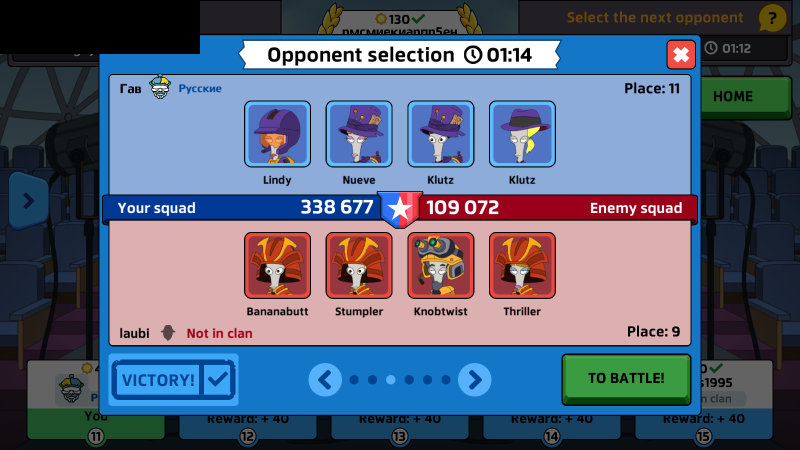 130
Select the next opponent
?
Opponent selection 01:14
01:12
Гав Русские
Place: 11
HOME
Lindy
Nueve
Klutz
Klutz
Your squad 338 677
109 072 Enemy squad
Bananabutt
Stumpler
Knobtwist
Thriller
laubi Not in clan
Place: 9
VICTORY!
TO BATTLE!
s1995
You
Reward: + 40
Reward: + 40
Reward: + 40
Reward: + 40
11
12
13
14
15